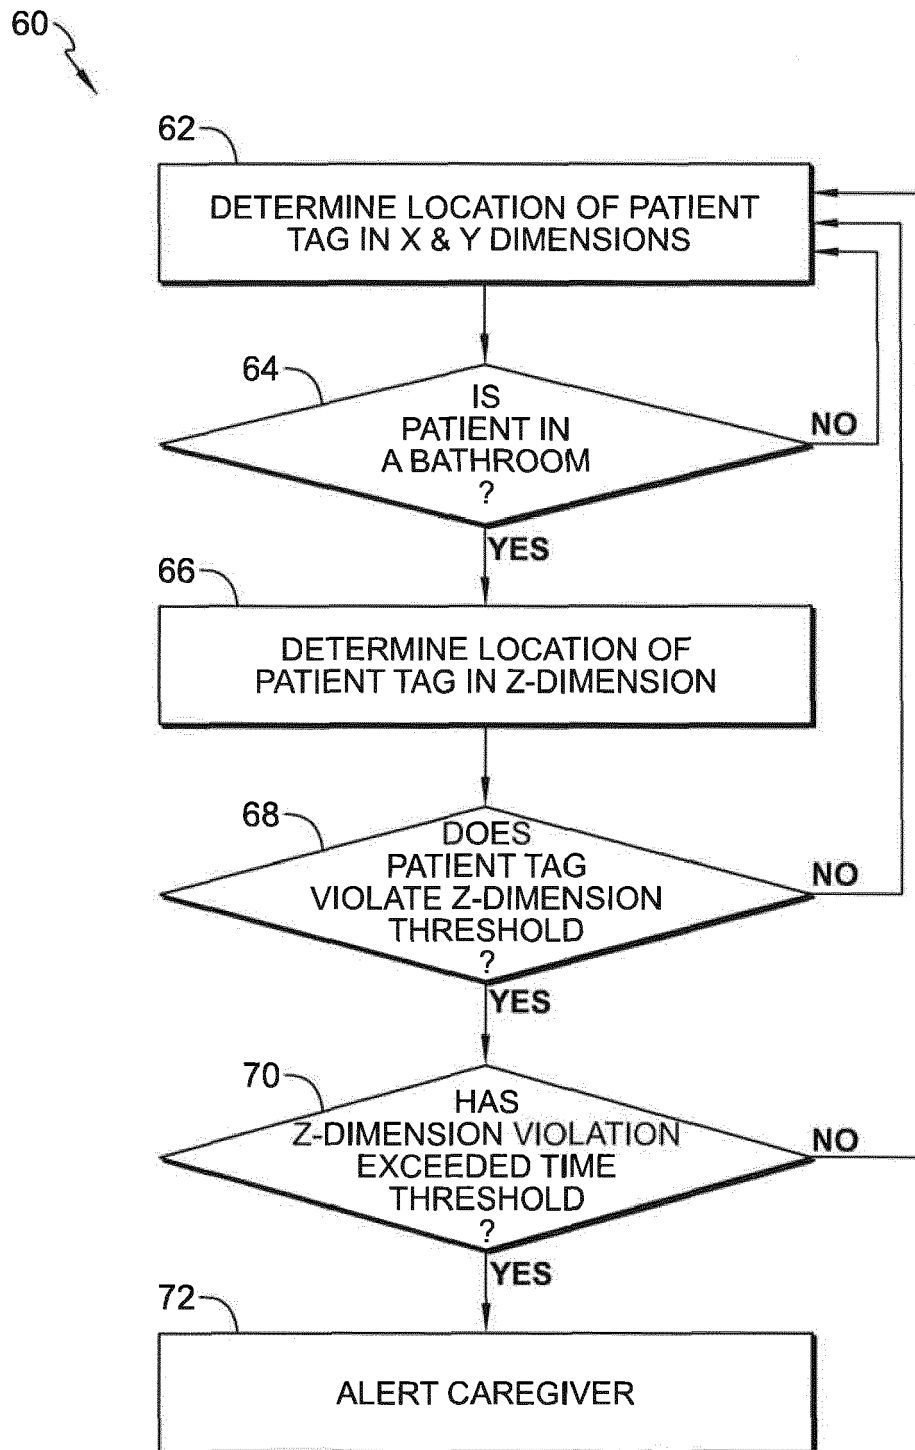 60
62
DETERMINE LOCATION OF PATIENT
TAG IN X & Y DIMENSIONS
64
IS
PATIENT IN
A BATHROOM
?
NO
YES
66
DETERMINE LOCATION OF
PATIENT TAG IN Z-DIMENSION
68
DOES
PATIENT TAG
VIOLATE Z-DIMENSION
THRESHOLD
?
NO
YES
70
HAS
Z-DIMENSION VIOLATION
EXCEEDED TIME
THRESHOLD
?
NO
YES
72
ALERT CAREGIVER